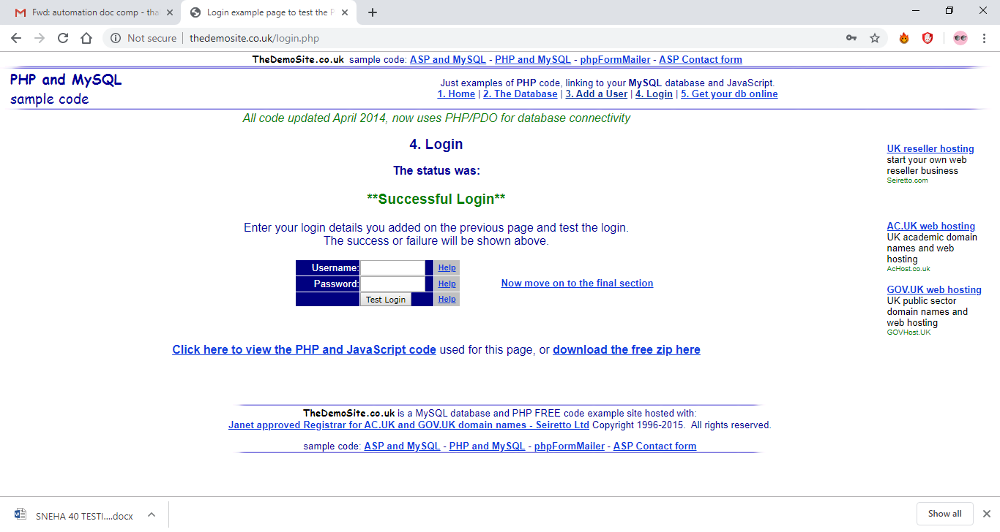 Fwd: automation doc comp - tha
Login example page to test the P
Not secure | thedemosite.co.uk/login.php
TheDemoSite.co.uk sample code: ASP and MySQL - PHP and MySQL - phpFormMailer - ASP Contact form
PHP and MySQL
sample code
Just examples of PHP code, linking to your MySQL database and JavaScript.
1. Home | 2. The Database | 3. Add a User | 4. Login | 5. Get your db online
All code updated April 2014, now uses PHP/PDO for database connectivity
4. Login
The status was:
**Successful Login**
Enter your login details you added on the previous page and test the login.
The success or failure will be shown above.
Username: Help
Password: Help
Test Login Help
Now move on to the final section
UK reseller hosting
start your own web
reseller business
Seiretto.com
AC.UK web hosting
UK academic domain
names and web
hosting
AcHost.co.uk
GOV.UK web hosting
UK public sector
domain names and
web hosting
GOVHost.UK
Click here to view the PHP and JavaScript code used for this page, or download the free zip here
TheDemoSite.co.uk is a MySQL database and PHP FREE code example site hosted with:
Janet approved Registrar for AC.UK and GOV.UK domain names - Seiretto Ltd Copyright 1996-2015. All rights reserved.
sample code: ASP and MySQL - PHP and MySQL - phpFormMailer - ASP Contact form
SNEHA 40 TESTI....docx
Show all